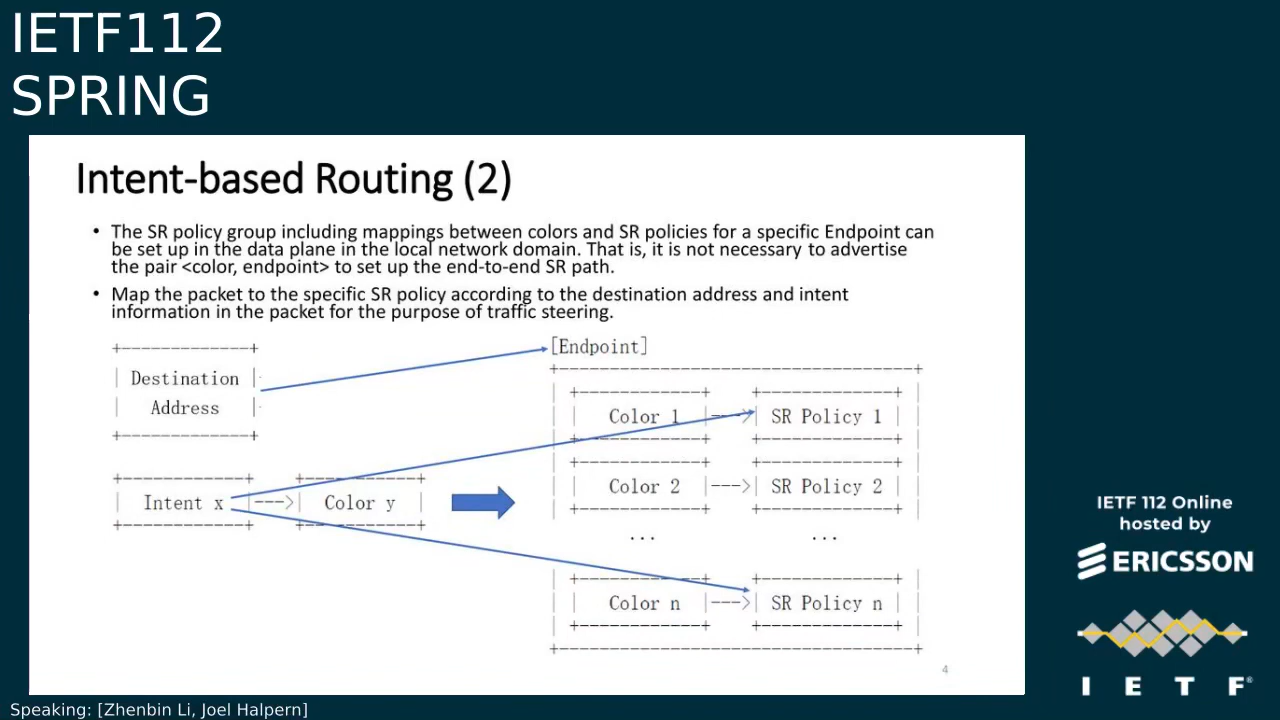 IETF112
SPRING
Intent-based Routing (2)
• The SR policy group including mappings between colors and SR policies for a specific Endpoint can
be set up in the data plane in the local network domain. That is, it is not necessary to advertise
the pair <color, endpoint> to set up the end-to-end SR path.
• Map the packet to the specific SR policy according to the destination address and intent
information in the packet for the purpose of traffic steering.
[Endpoint]
Destination
Address
Color 1 ---> SR Policy 1
Color 2 ---> SR Policy 2
Intent x ---> Color y
... ...
Color n ---> SR Policy n
4
IETF 112 Online
hosted by
ERICSSON
I E T F®
Speaking: [Zhenbin Li, Joel Halpern]